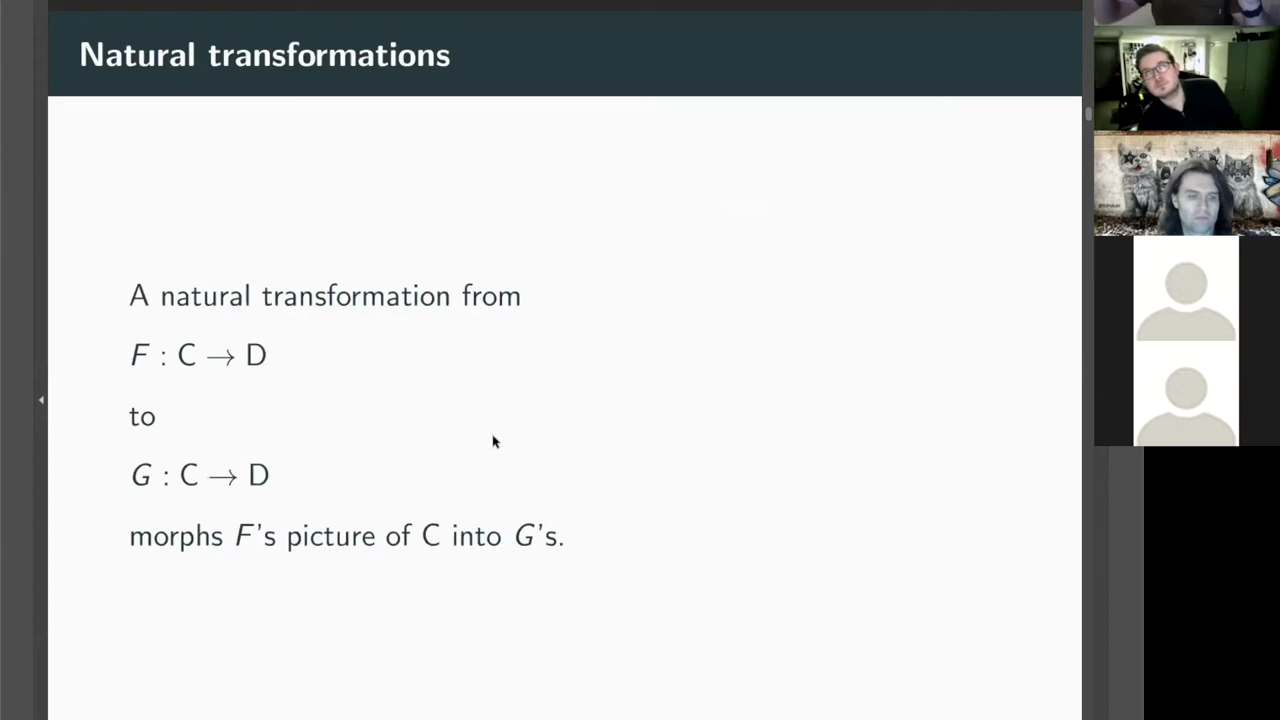 Natural transformations
A natural transformation from
F : C → D
to
G : C → D
morphs F's picture of C into G's.